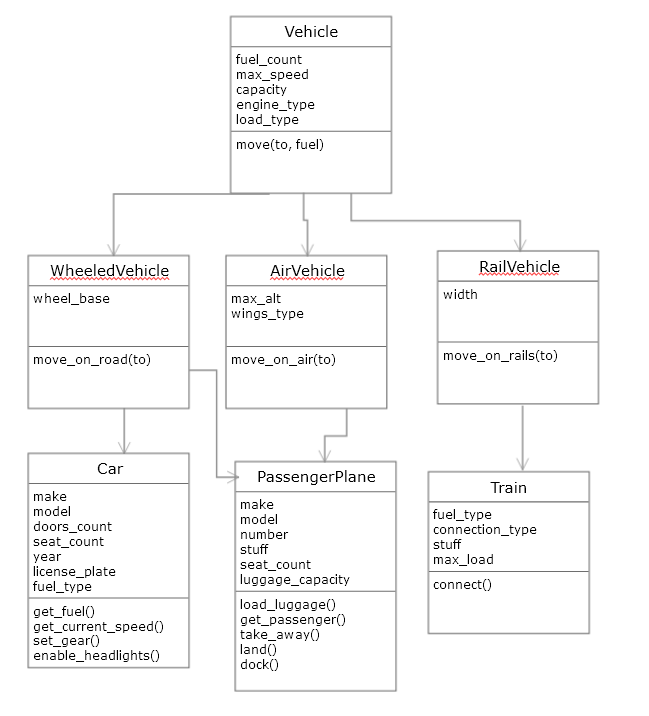 Vehicle
fuel_count
max_speed
capacity
engine_type
load_type
move(to, fuel)
WheeledVehicle
wheel_base
move_on_road(to)
AirVehicle
max_alt
wings_type
move_on_air(to)
RailVehicle
width
move_on_rails(to)
Car
make
model
doors_count
seat_count
year
license_plate
fuel_type
get_fuel()
get_current_speed()
set_gear()
enable_headlights()
PassengerPlane
make
model
number
stuff
seat_count
luggage_capacity
load_luggage()
get_passenger()
take_away()
land()
dock()
Train
fuel_type
connection_type
stuff
max_load
connect()